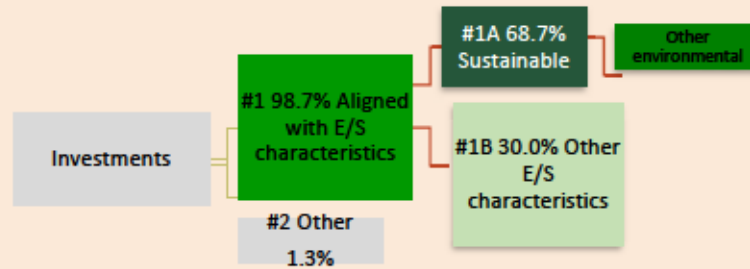 #1A 68.7%
Sustainable
Other
environmental
#1 98.7% Aligned
with E/S
characteristics
Investments
#1B 30.0% Other
E/S
characteristics
#2 Other
1.3%